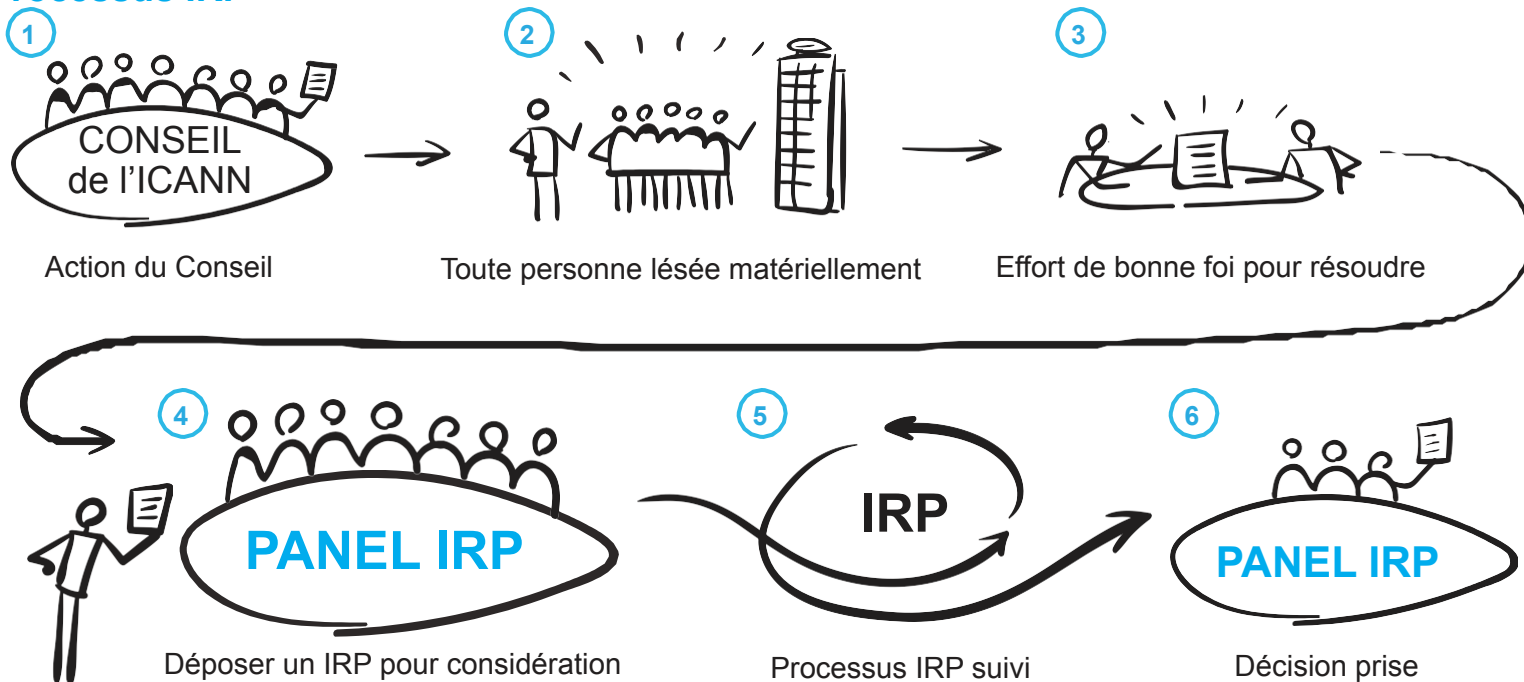 1
2
3
CONSEIL
de l'ICANN
Action du Conseil
Toute personne lésée matériellement
Effort de bonne foi pour résoudre
4
5
6
PANEL IRP
IRP
PANEL IRP
Déposer un IRP pour considération
Processus IRP suivi
Décision prise